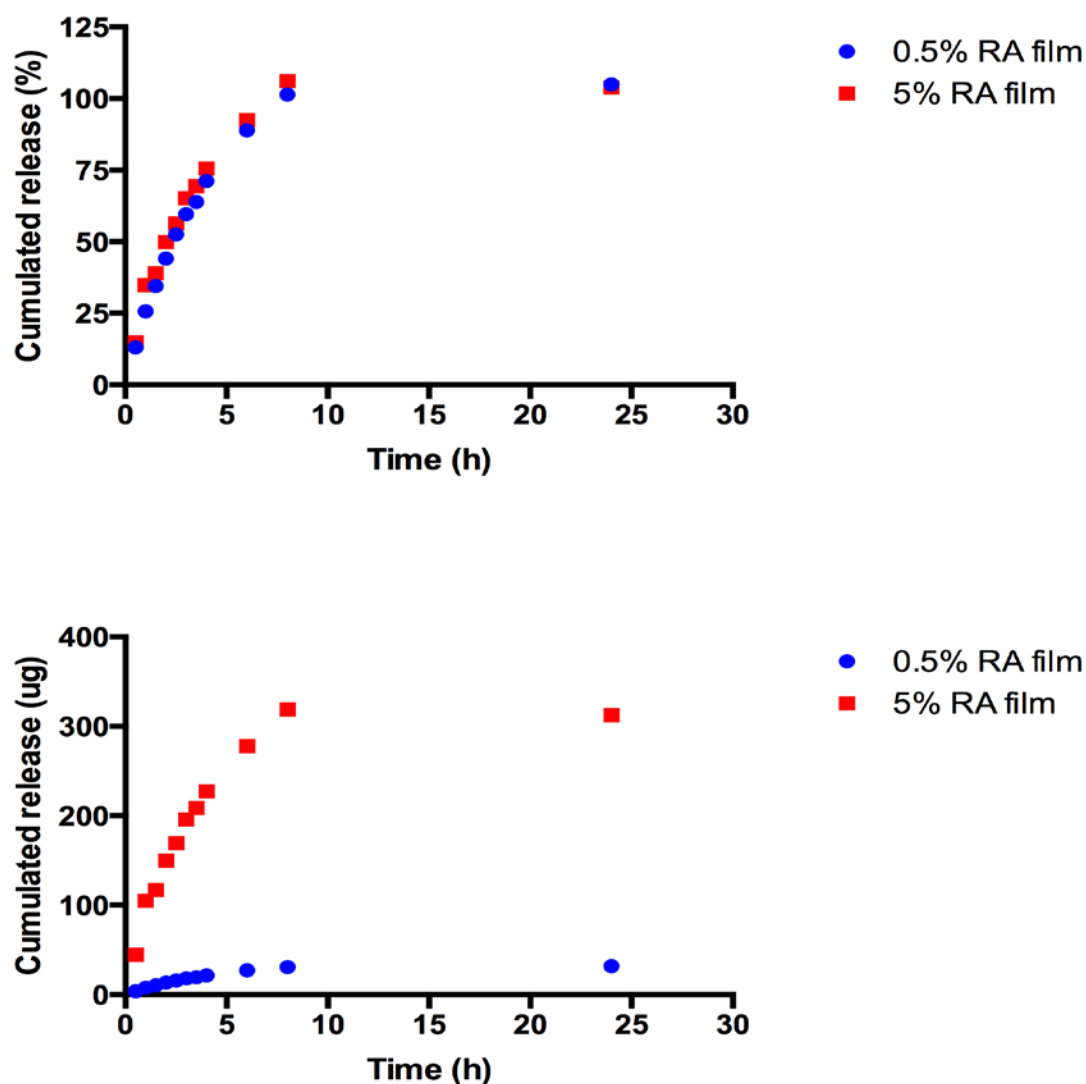 125
100
75
50
25
0
Cumulated release (%)
0 5 10 15 20 25 30
Time (h)
0.5% RA film
5% RA film
400
300
200
100
0
Cumulated release (ug)
0 5 10 15 20 25 30
Time (h)
0.5% RA film
5% RA film